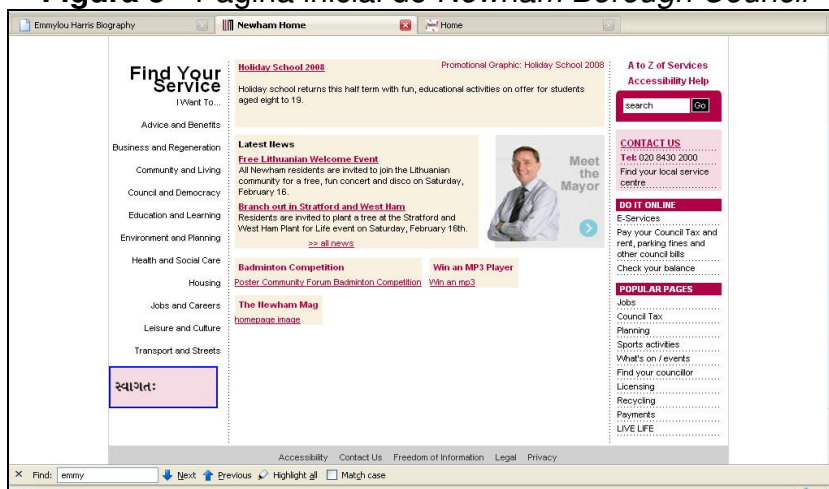 Figura 8 - Página inicial do Newham Borough Council
Emmylou Harris Biography
Newham Home
Home
Find Your
Service
I Want To...
Advice and Benefits
Business and Regeneration
Community and Living
Council and Democracy
Education and Learning
Environment and Planning
Health and Social Care
Housing
Jobs and Careers
Leisure and Culture
Transport and Streets
સ્વાગતઃ
Holiday School 2008
Promotional Graphic: Holiday School 2008
Holiday school returns this half term with fun, educational activities on offer for students
aged eight to 19.
Latest News
Free Lithuanian Welcome Event
All Newham residents are invited to join the Lithuanian
community for a free, fun concert and disco on Saturday,
February 16.
Branch out in Stratford and West Ham
Residents are invited to plant a tree at the Stratford and
West Ham Plant for Life event on Saturday, February 16th.
>> all news
Meet
the
Mayor
Badminton Competition
Poster Community Forum Badminton Competition
Win an MP3 Player
Win an mp3
The Newham Mag
homepage image
A to Z of Services
Accessibility Help
search
Go
CONTACT US
Tel: 020 8430 2000
Find your local service
centre
DO IT ONLINE
E-Services
Pay your Council Tax and
rent, parking fines and
other council bills
Check your balance
POPULAR PAGES
Jobs
Council Tax
Planning
Sports activities
What's on / events
Find your councillor
Licensing
Recycling
Payments
LIVE LIFE
Accessibility Contact Us Freedom of Information Legal Privacy
Find: emmy Next Previous Highlight all Match case